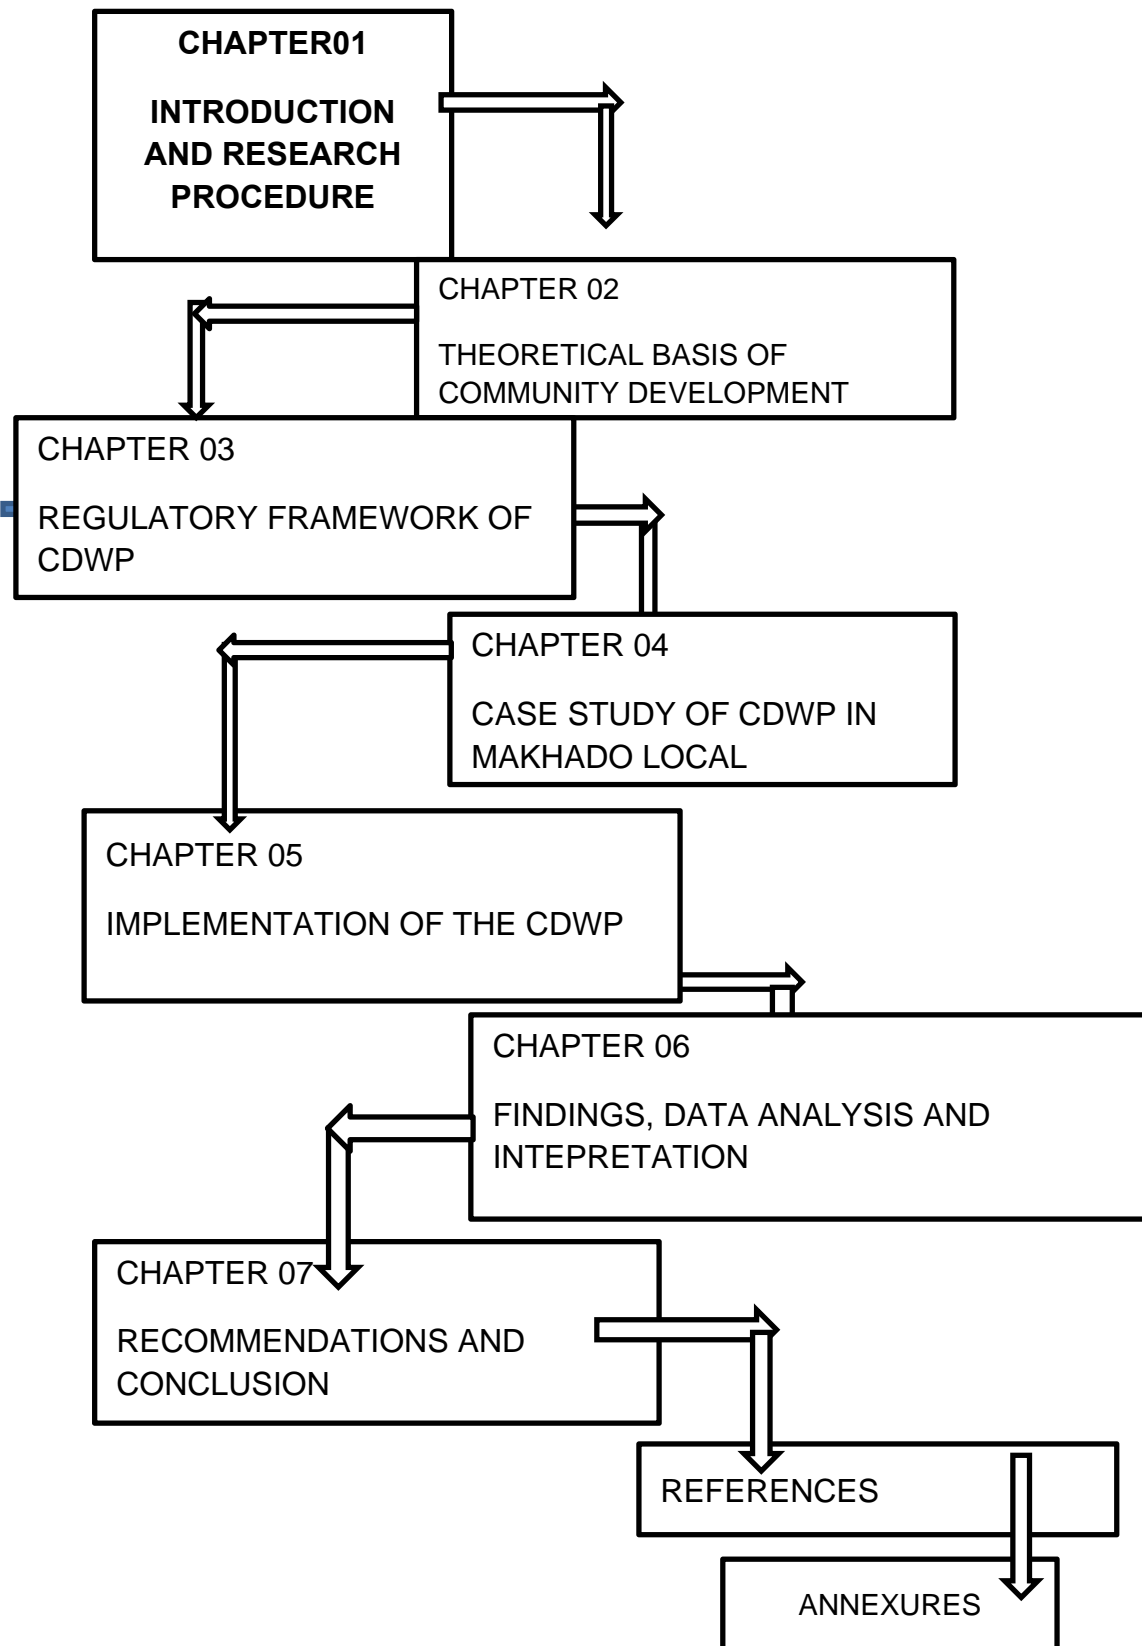 CHAPTER01
INTRODUCTION
AND RESEARCH
PROCEDURE
CHAPTER 02
THEORETICAL BASIS OF
COMMUNITY DEVELOPMENT
CHAPTER 03
REGULATORY FRAMEWORK OF
CDWP
CHAPTER 04
CASE STUDY OF CDWP IN
MAKHADO LOCAL
CHAPTER 05
IMPLEMENTATION OF THE CDWP
CHAPTER 06
FINDINGS, DATA ANALYSIS AND
INTEPRETATION
CHAPTER 07
RECOMMENDATIONS AND
CONCLUSION
REFERENCES
ANNEXURES